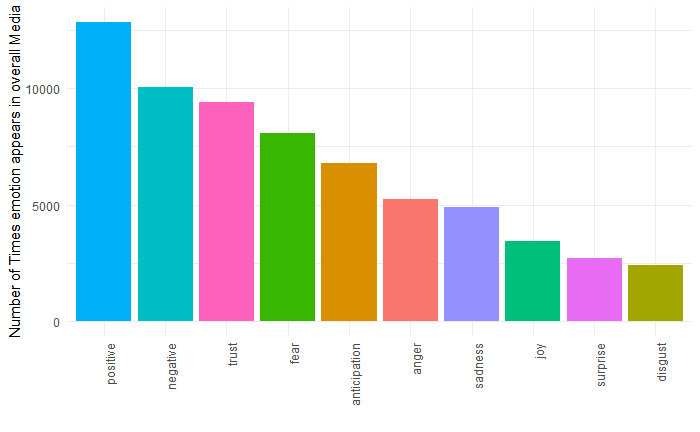 Number of Times emotion appears in overall Media
10000
5000
0
positive
negative
trust
fear
anticipation
anger
sadness
joy
surprise
disgust